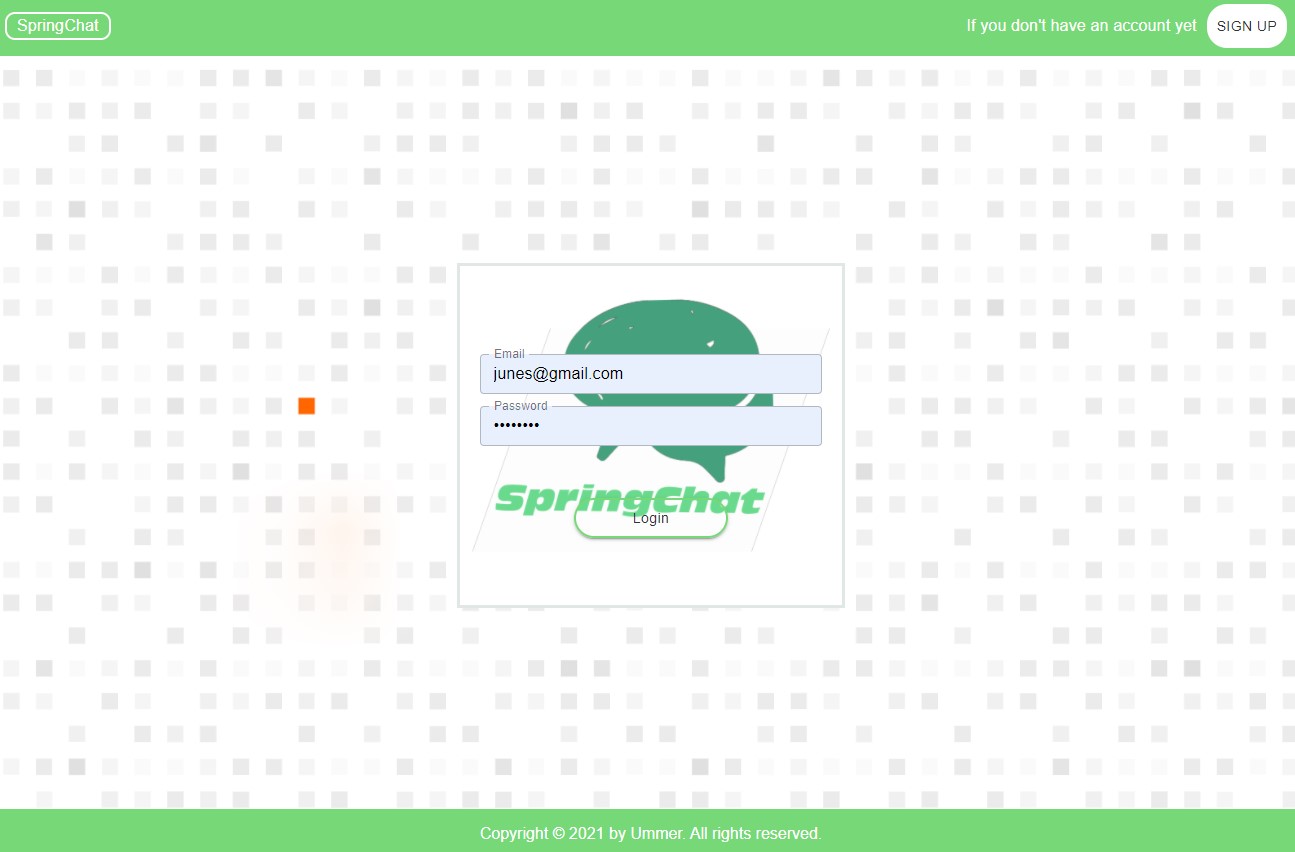 SpringChat
If you don't have an account yet
SIGN UP
Email
junes@gmail.com
Password
••••••••
SpringChat
Login
Copyright © 2021 by Ummer. All rights reserved.